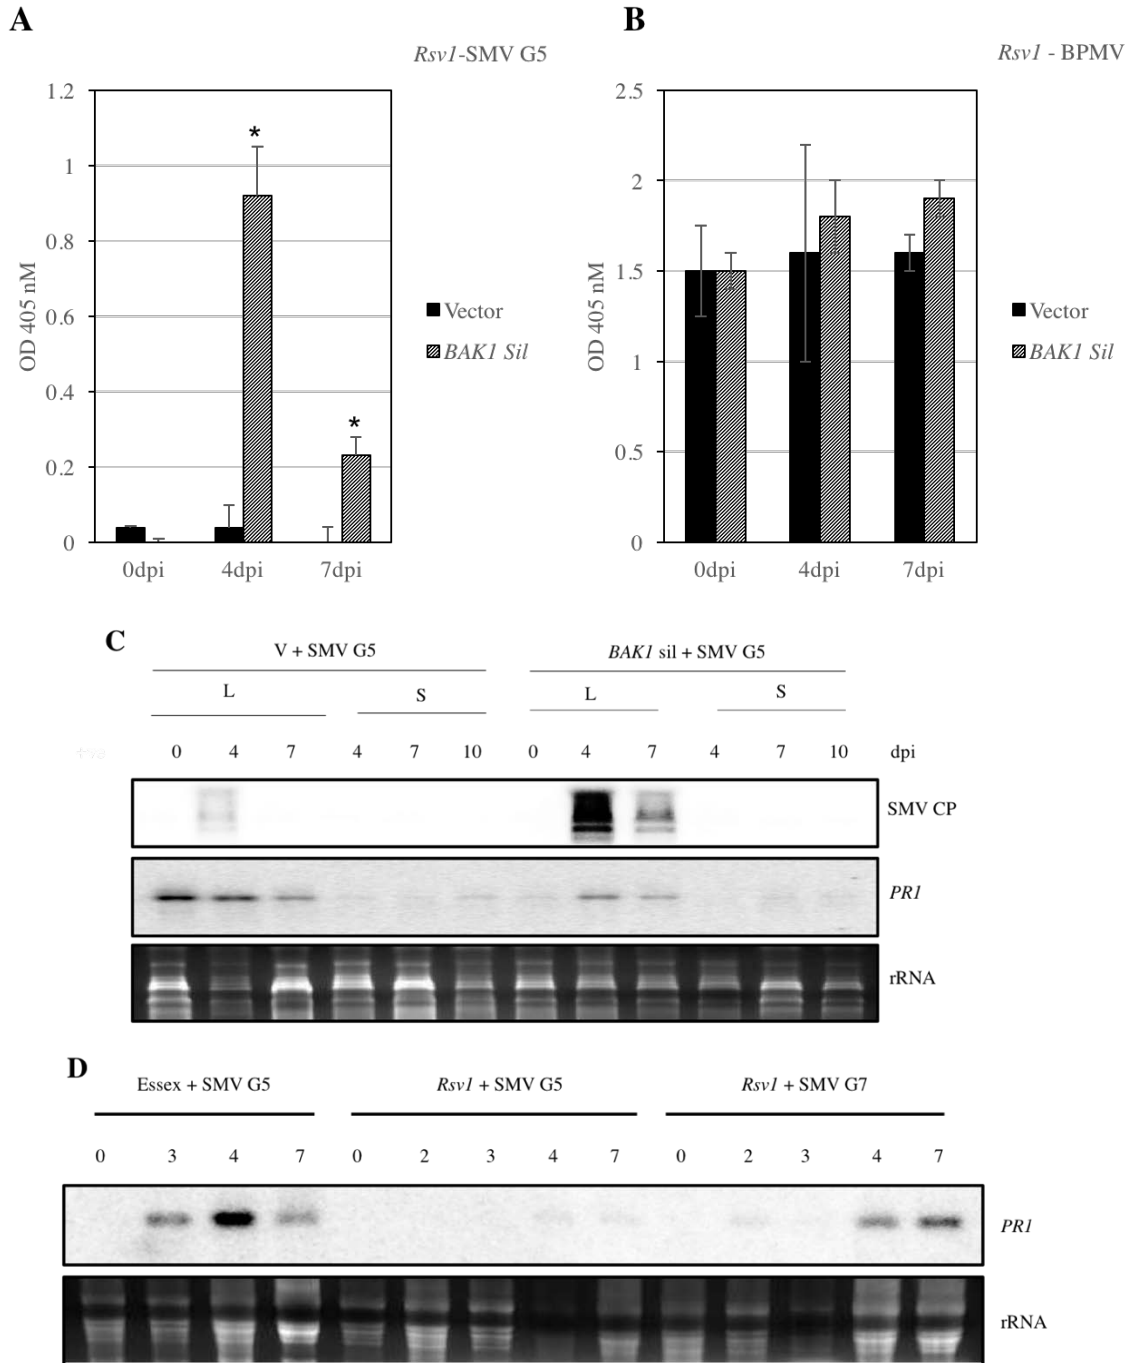 A
B
Rsv1-SMV G5
Rsv1 - BPMV
1.2
1
0.8
0.6
0.4
0.2
0
OD 405 nM
*
*
0dpi
4dpi
7dpi
Vector
BAK1 Sil
2.5
2
1.5
1
0.5
0
OD 405 nM
0dpi
4dpi
7dpi
Vector
BAK1 Sil
C
V + SMV G5
BAK1 sil + SMV G5
L
S
L
S
0 4 7 4 7 10 0 4 7 4 7 10 dpi
SMV CP
PR1
rRNA
D
Essex + SMV G5
Rsv1 + SMV G5
Rsv1 + SMV G7
0 3 4 7 0 2 3 4 7 0 2 3 4 7
PR1
rRNA